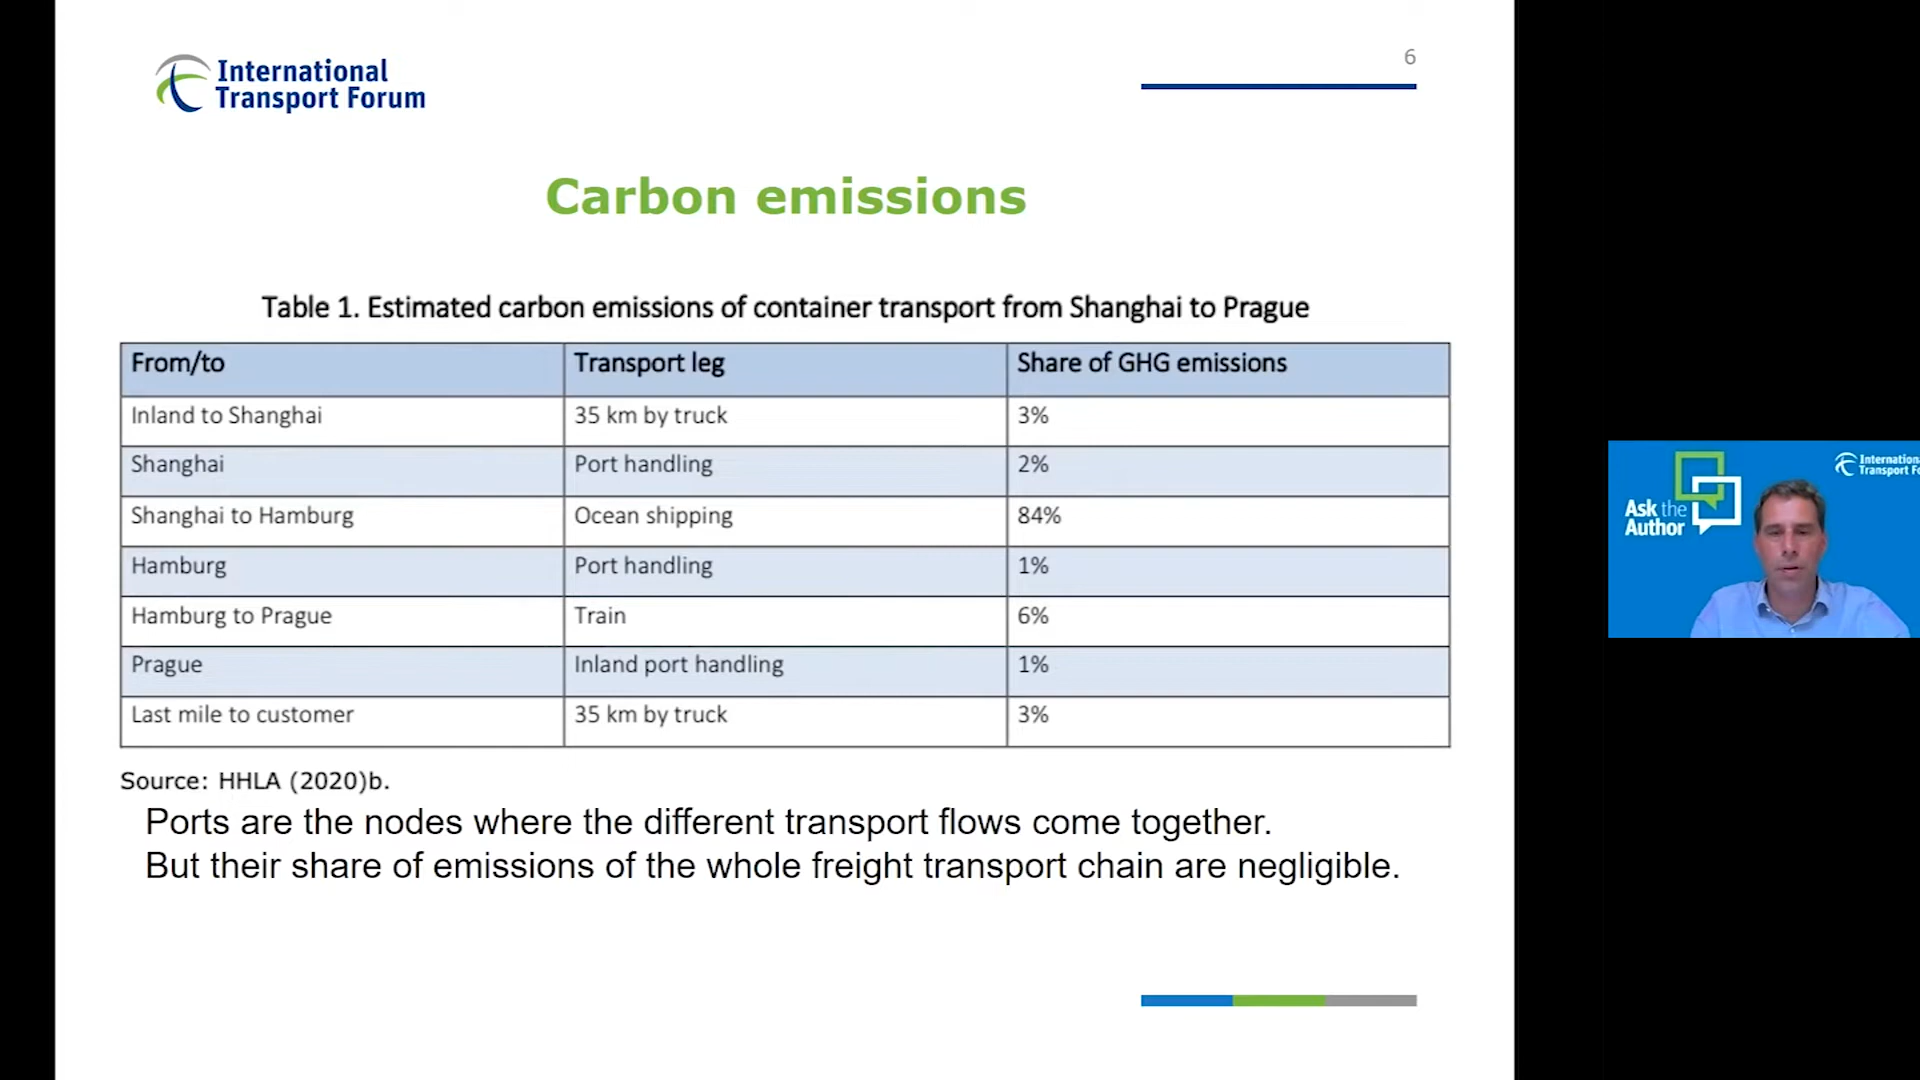 International
Transport Forum
6
Carbon emissions
Table 1. Estimated carbon emissions of container transport from Shanghai to Prague
From/to Transport leg Share of GHG emissions
Inland to Shanghai 35 km by truck 3%
Shanghai Port handling 2%
Shanghai to Hamburg Ocean shipping 84%
Hamburg Port handling 1%
Hamburg to Prague Train 6%
Prague Inland port handling 1%
Last mile to customer 35 km by truck 3%
Source: HHLA (2020)b.
Ports are the nodes where the different transport flows come together.
But their share of emissions of the whole freight transport chain are negligible.
Ask the
Author
Internation
Transport Fo